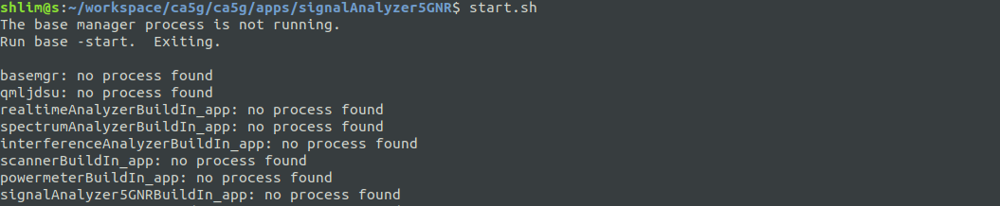 shlim@s:~/workspace/ca5g/ca5g/apps/signalAnalyzer5GNR$ start.sh
The base manager process is not running.
Run base -start.  Exiting.
basemgr: no process found
qmljdsu: no process found
realtimeAnalyzerBuildIn_app: no process found
spectrumAnalyzerBuildIn_app: no process found
interferenceAnalyzerBuildIn_app: no process found
scannerBuildIn_app: no process found
powermeterBuildIn_app: no process found
signalAnalyzer5GNRBuildIn_app: no process found